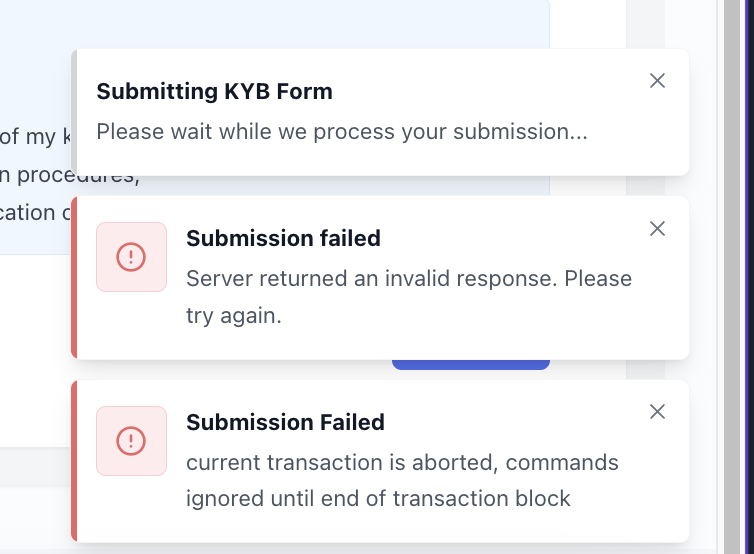 Submitting KYB Form
Please wait while we process your submission...
of my k
n procedures,
cation c
Submission failed
Server returned an invalid response. Please
try again.
Submission Failed
current transaction is aborted, commands
ignored until end of transaction block